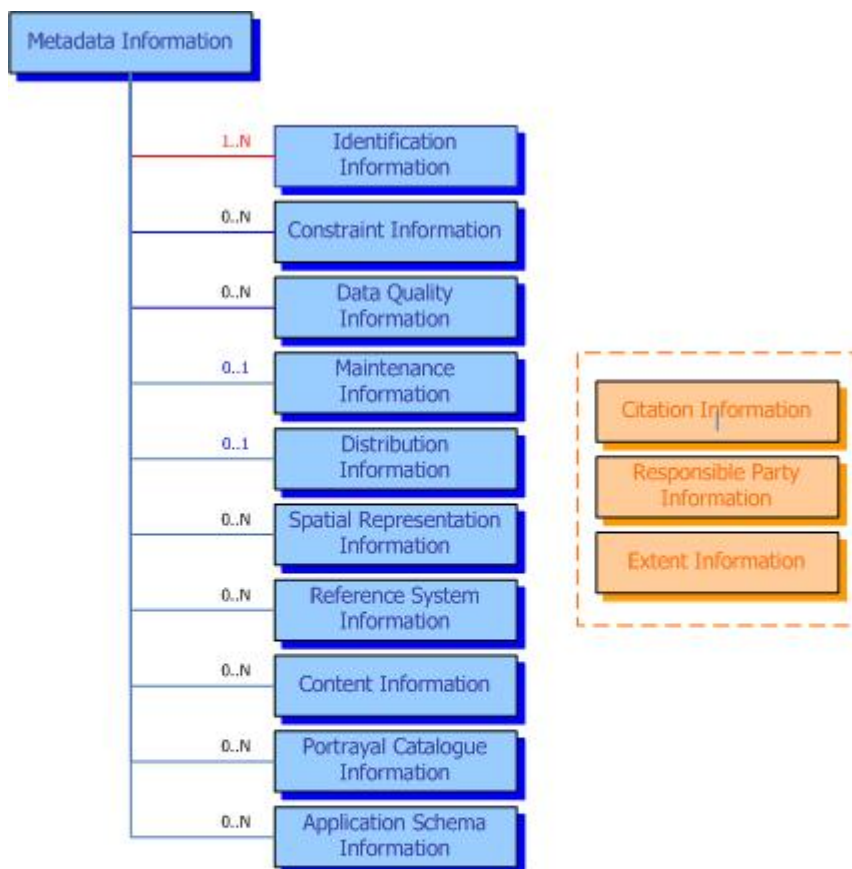 Metadata Information
1..N
Identification
Information
0..N
Constraint Information
0..N
Data Quality
Information
0..1
Maintenance
Information
0..1
Distribution
Information
0..N
Spatial Representation
Information
0..N
Reference System
Information
0..N
Content Information
0..N
Portrayal Catalogue
Information
0..N
Application Schema
Information
Citation Information
Responsible Party
Information
Extent Information